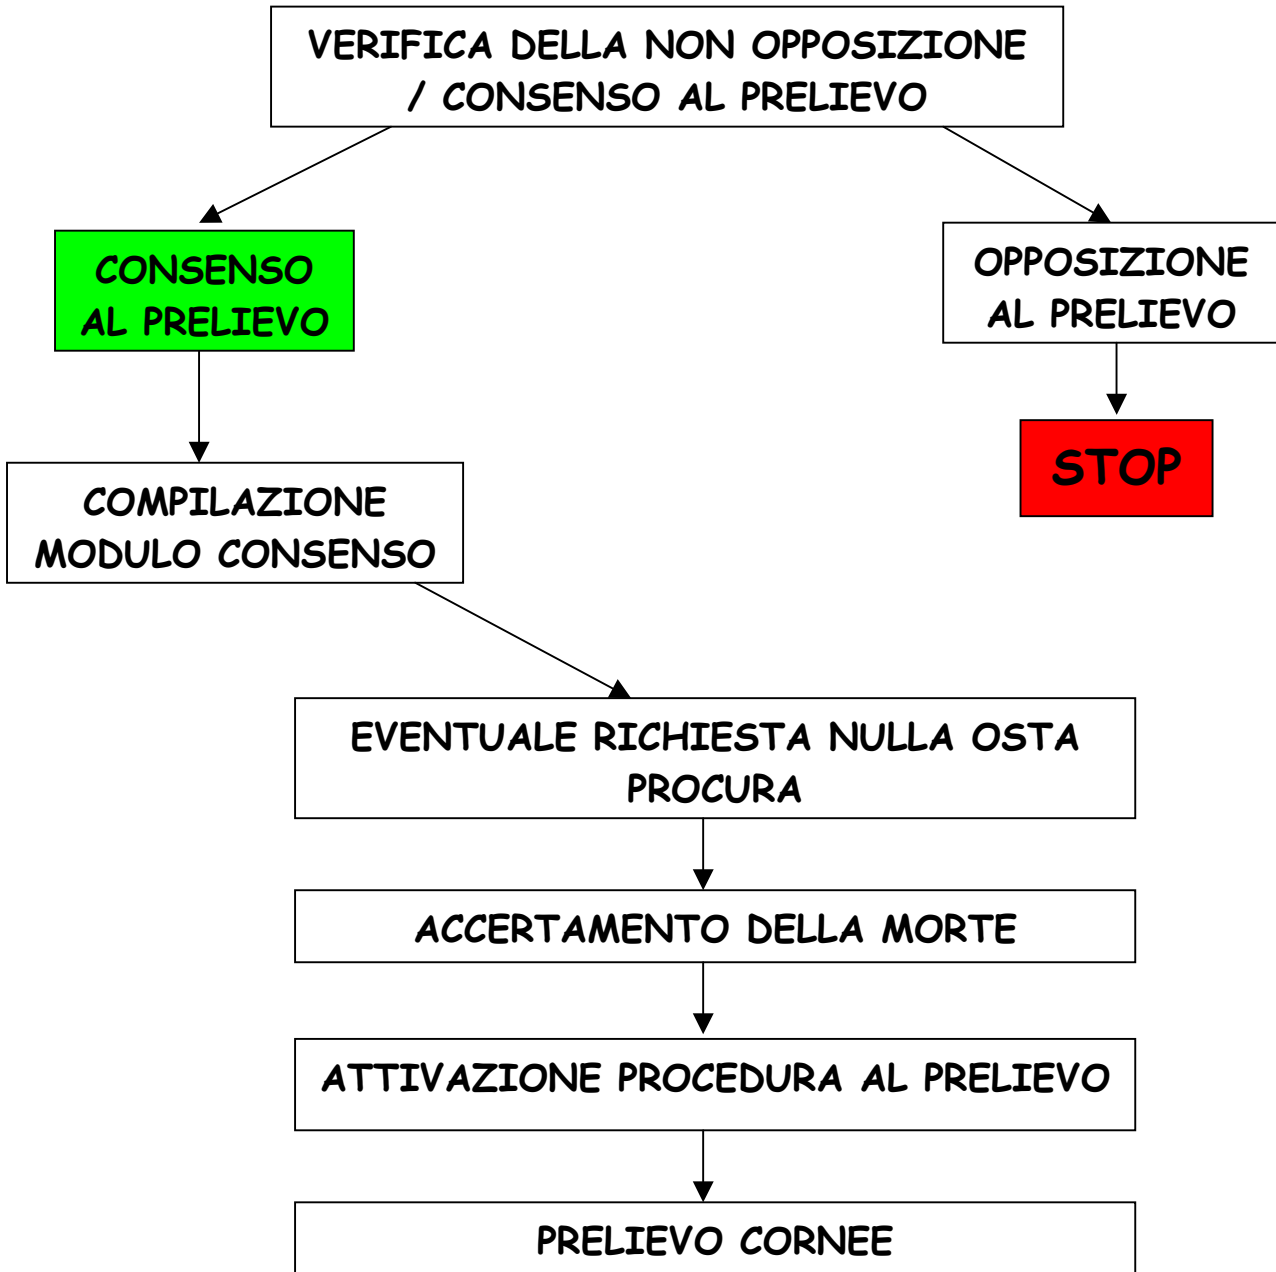 VERIFICA DELLA NON OPPOSIZIONE
/ CONSENSO AL PRELIEVO
CONSENSO
AL PRELIEVO
OPPOSIZIONE
AL PRELIEVO
STOP
COMPILAZIONE
MODULO CONSENSO
EVENTUALE RICHIESTA NULLA OSTA
PROCURA
ACCERTAMENTO DELLA MORTE
ATTIVAZIONE PROCEDURA AL PRELIEVO
PRELIEVO CORNEE